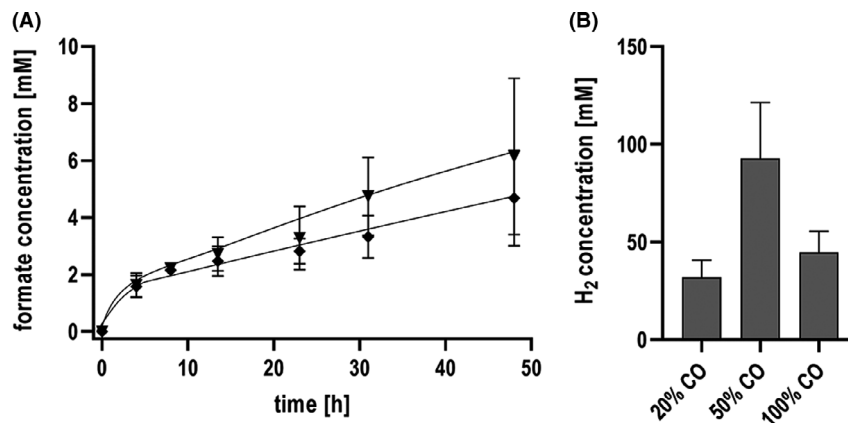 (A)
formate concentration [mM]
10
8
6
4
2
0
0 10 20 30 40 50
time [h]
(B)
H₂ concentration [mM]
150
100
50
0
20% CO
50% CO
100% CO